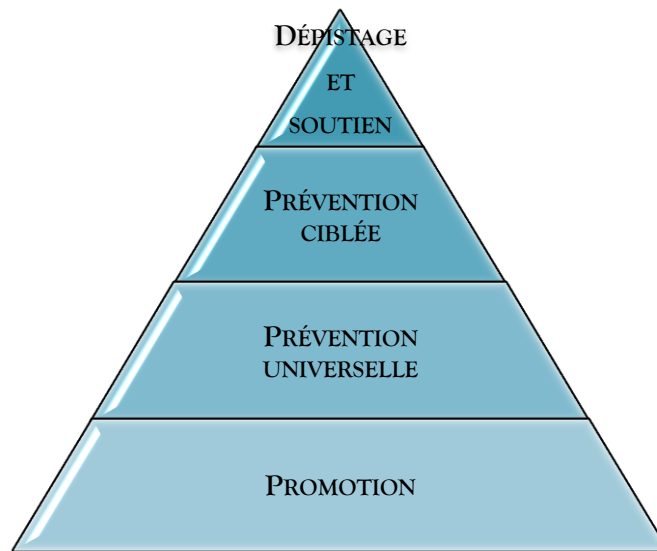 DÉPISTAGE
ET
SOUTIEN
PRÉVENTION
CIBLÉE
PRÉVENTION
UNIVERSELLE
PROMOTION